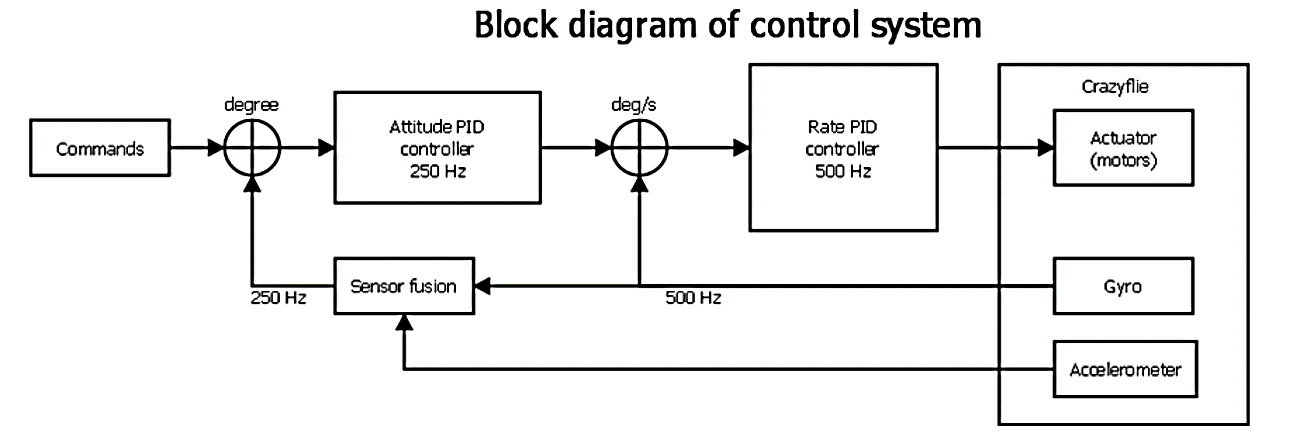 Block diagram of control system
Crazyflie
degree
deg/s
Commands
Attitude PID
controller
250 Hz
Rate PID
controller
500 Hz
Actuator
(motors)
250 Hz
Sensor fusion
500 Hz
Gyro
Accelerometer